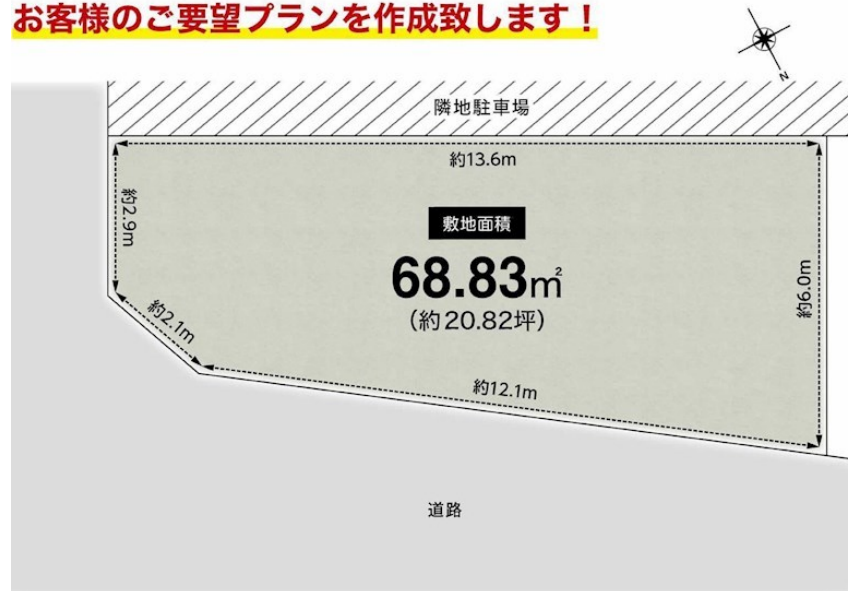 お客様のご要望プランを作成致します！
N
隣地駐車場
約13.6m
約2.9m
敷地面積
68.83㎡
（約20.82坪）
約6.0m
約2.1m
約12.1m
道路